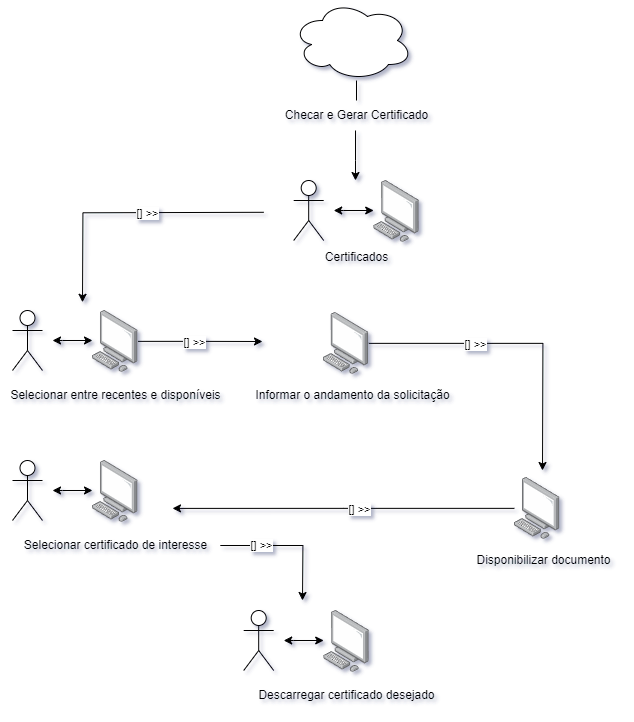 Checar e Gerar Certificado
[] >>
Certificados
[] >>
[] >>
Selecionar entre recentes e disponíveis
Informar o andamento da solicitação
[] >>
Selecionar certificado de interesse
[] >>
Disponibilizar documento
Descarregar certificado desejado